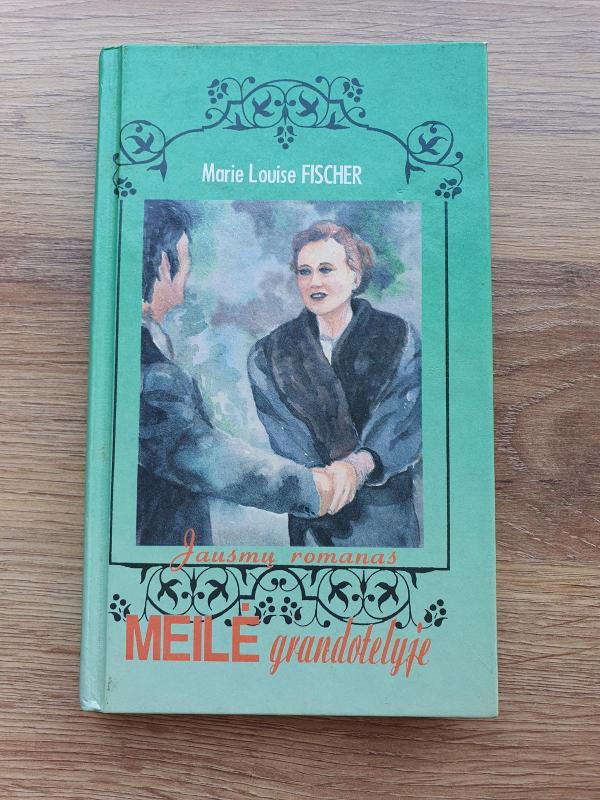 Marie Louise FISCHER
Jausmų romanas
MEILĖ grandotelyje